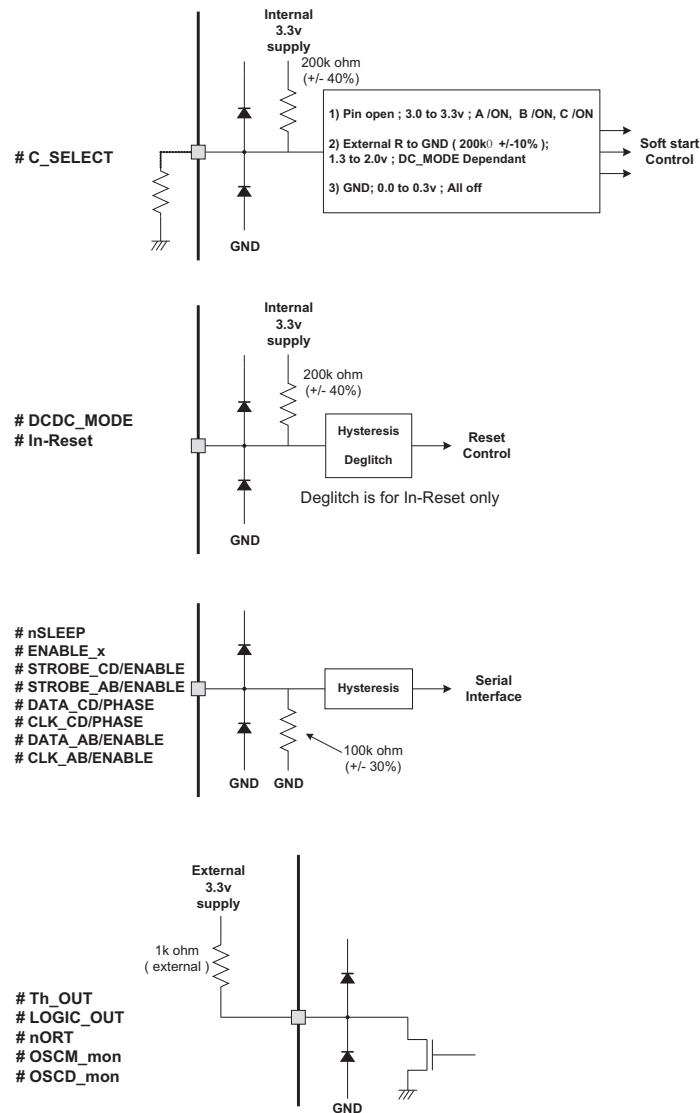 Internal
3.3v
supply
200k ohm
(+/- 40%)
# C_SELECT
1) Pin open ; 3.0 to 3.3v ; A /ON, B /ON, C /ON
2) External R to GND ( 200k0 +/-10% );
1.3 to 2.0v ; DC_MODE Dependant
3) GND; 0.0 to 0.3v ; All off
Soft start
Control
GND
Internal
3.3v
supply
200k ohm
(+/- 40%)
# DCDC_MODE
# In-Reset
Hysteresis
Deglitch
Reset
Control
Deglitch is for In-Reset only
GND
# nSLEEP
# ENABLE_x
# STROBE_CD/ENABLE
# STROBE_AB/ENABLE
# DATA_CD/PHASE
# CLK_CD/PHASE
# DATA_AB/ENABLE
# CLK_AB/ENABLE
Hysteresis
Serial
Interface
100k ohm
(+/- 30%)
GND GND
External
3.3v
supply
1k ohm
( external )
# Th_OUT
# LOGIC_OUT
# nORT
# OSCM_mon
# OSCD_mon
GND